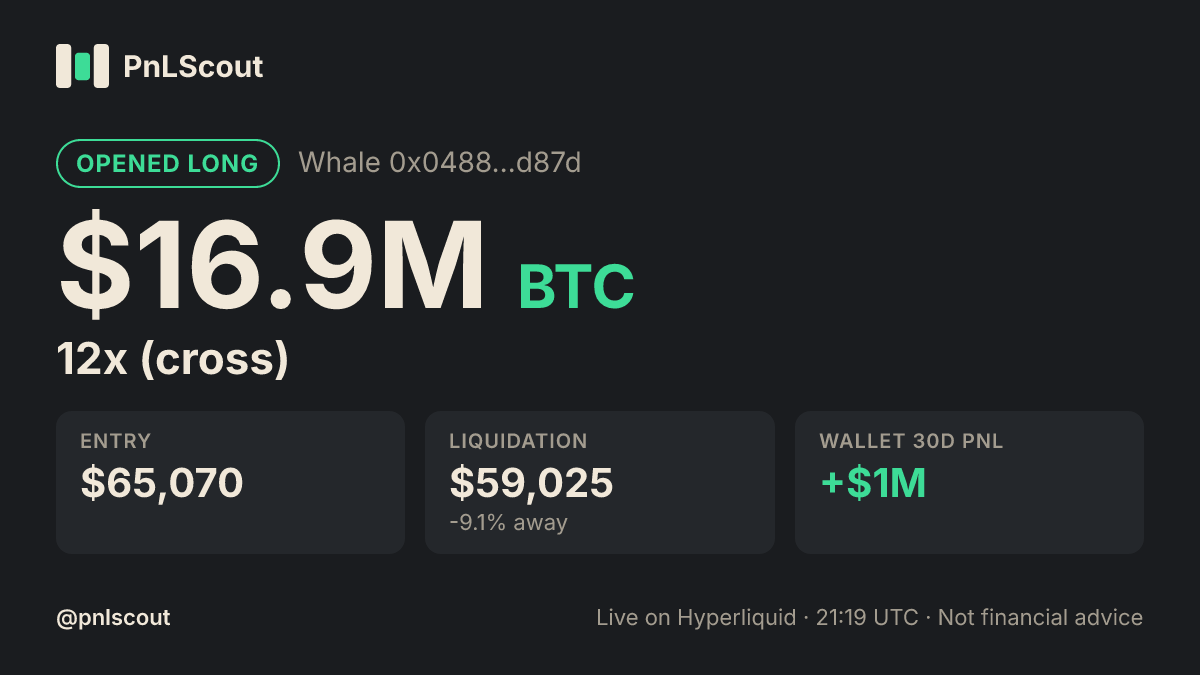 PnLScout
OPENED LONG Whale 0x0488...d87d
$16.9M BTC
12x (cross)
ENTRY LIQUIDATION WALLET 30D PNL
$65,070 $59,025 +$1M
-9.1% away
@pnlscout Live on Hyperliquid · 21:19 UTC · Not financial advice